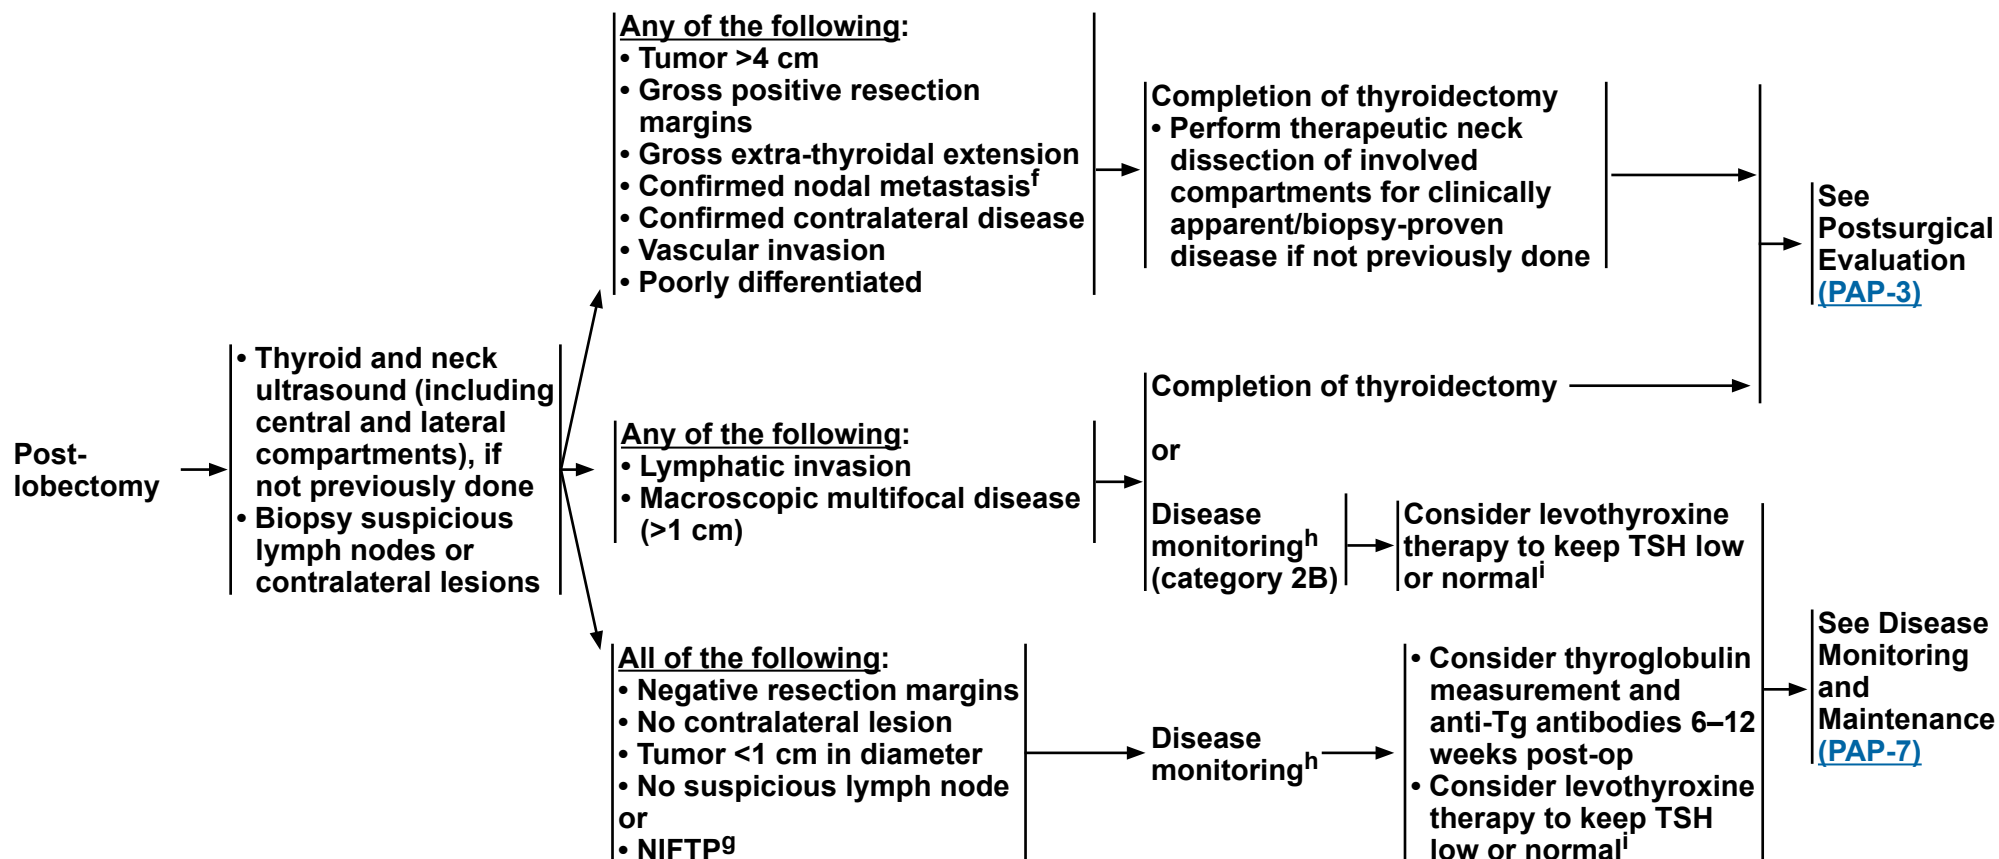 Post-
lobectomy
• Thyroid and neck
ultrasound (including
central and lateral
compartments), if
not previously done
• Biopsy suspicious
lymph nodes or
contralateral lesions
Any of the following:
• Tumor >4 cm
• Gross positive resection
margins
• Gross extra-thyroidal extension
• Confirmed nodal metastasisf
• Confirmed contralateral disease
• Vascular invasion
• Poorly differentiated
Completion of thyroidectomy
• Perform therapeutic neck
dissection of involved
compartments for clinically
apparent/biopsy-proven
disease if not previously done
See
Postsurgical
Evaluation
(PAP-3)
Any of the following:
• Lymphatic invasion
• Macroscopic multifocal disease
(>1 cm)
Completion of thyroidectomy
or
Disease
monitoringh
(category 2B)
Consider levothyroxine
therapy to keep TSH low
or normali
All of the following:
• Negative resection margins
• No contralateral lesion
• Tumor <1 cm in diameter
• No suspicious lymph node
or
• NIFTPg
Disease
monitoringh
• Consider thyroglobulin
measurement and
anti-Tg antibodies 6–12
weeks post-op
• Consider levothyroxine
therapy to keep TSH
low or normali
See Disease
Monitoring
and
Maintenance
(PAP-7)